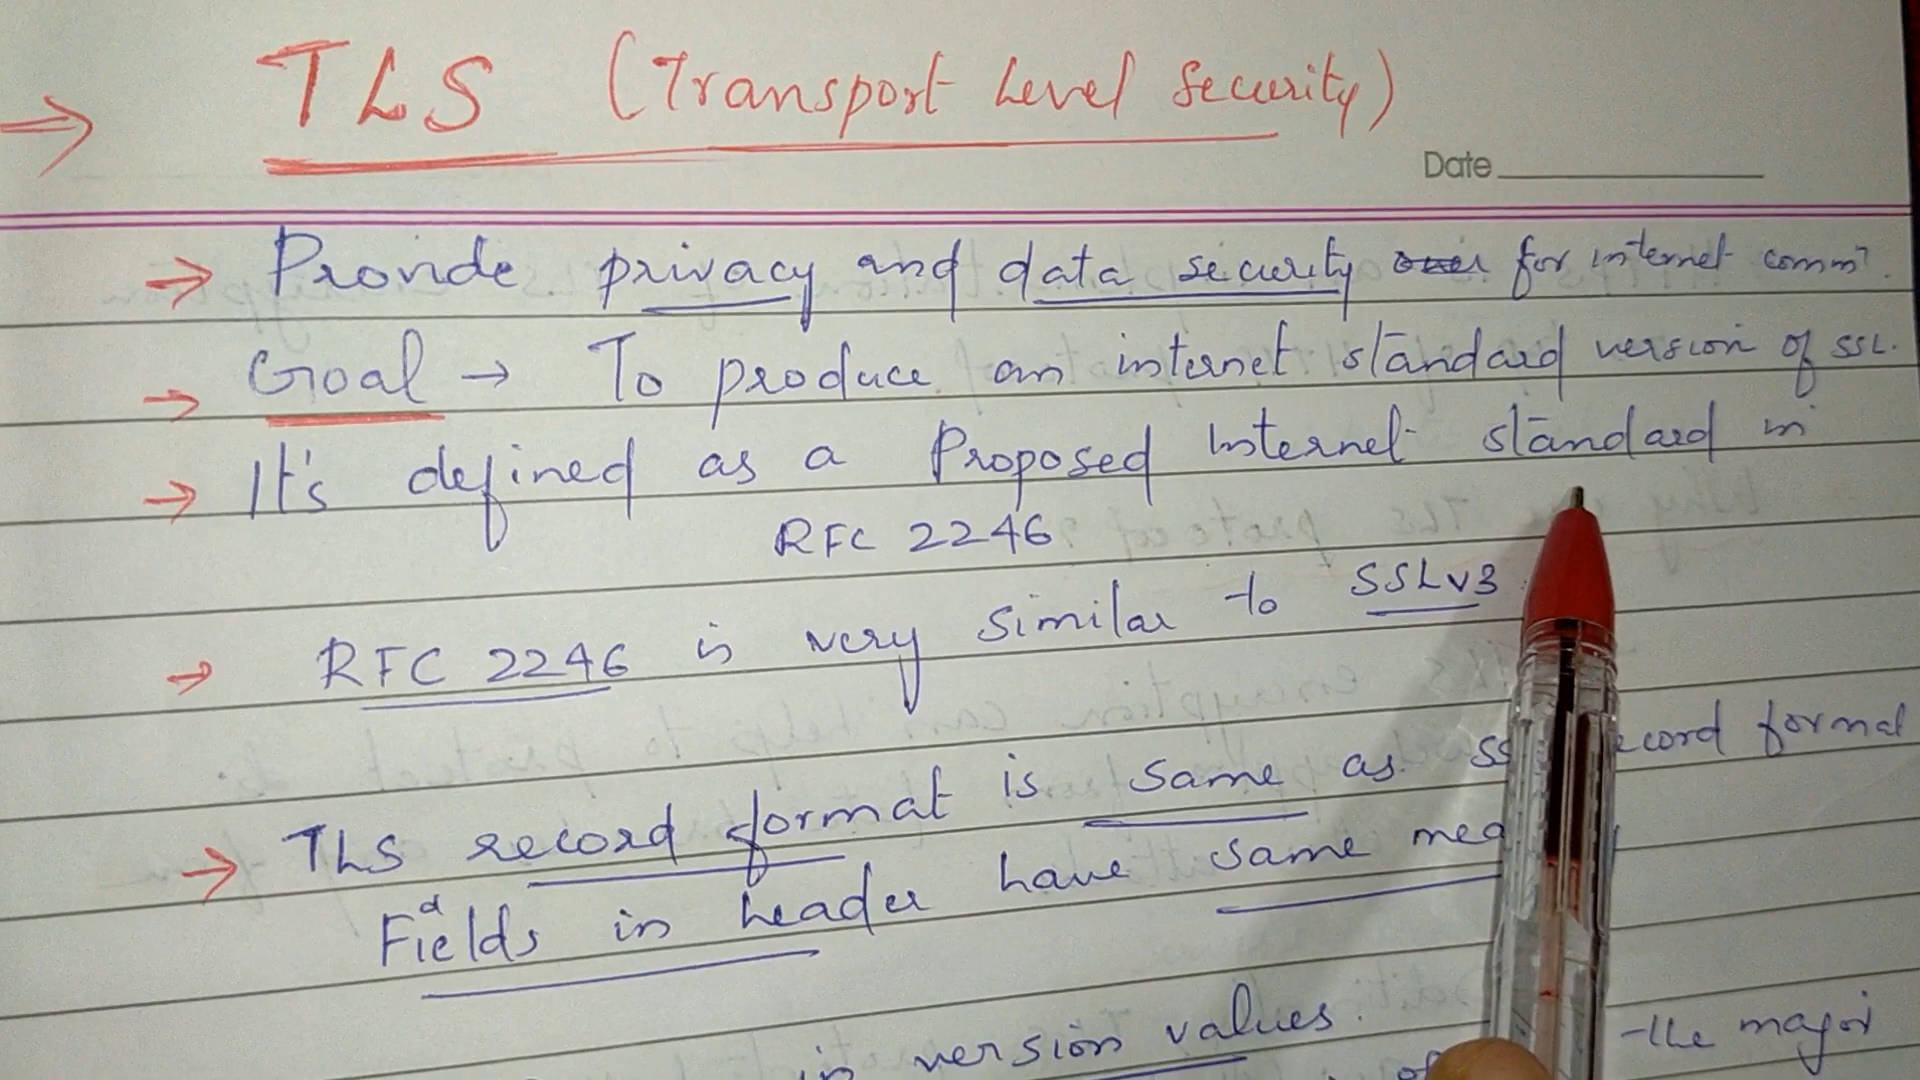 ⇒ TLS (Transport Level Security)
Date
→ Provide privacy and data security for internet commⁿ.
→ Goal → To produce an internet standard version of SSL.
→ It's defined as a Proposed Internet standard in
RFC 2246
→ RFC 2246 is very similar to SSLv3
→ TLS record format is same as record format
Fields in header have same
in version values.
the major